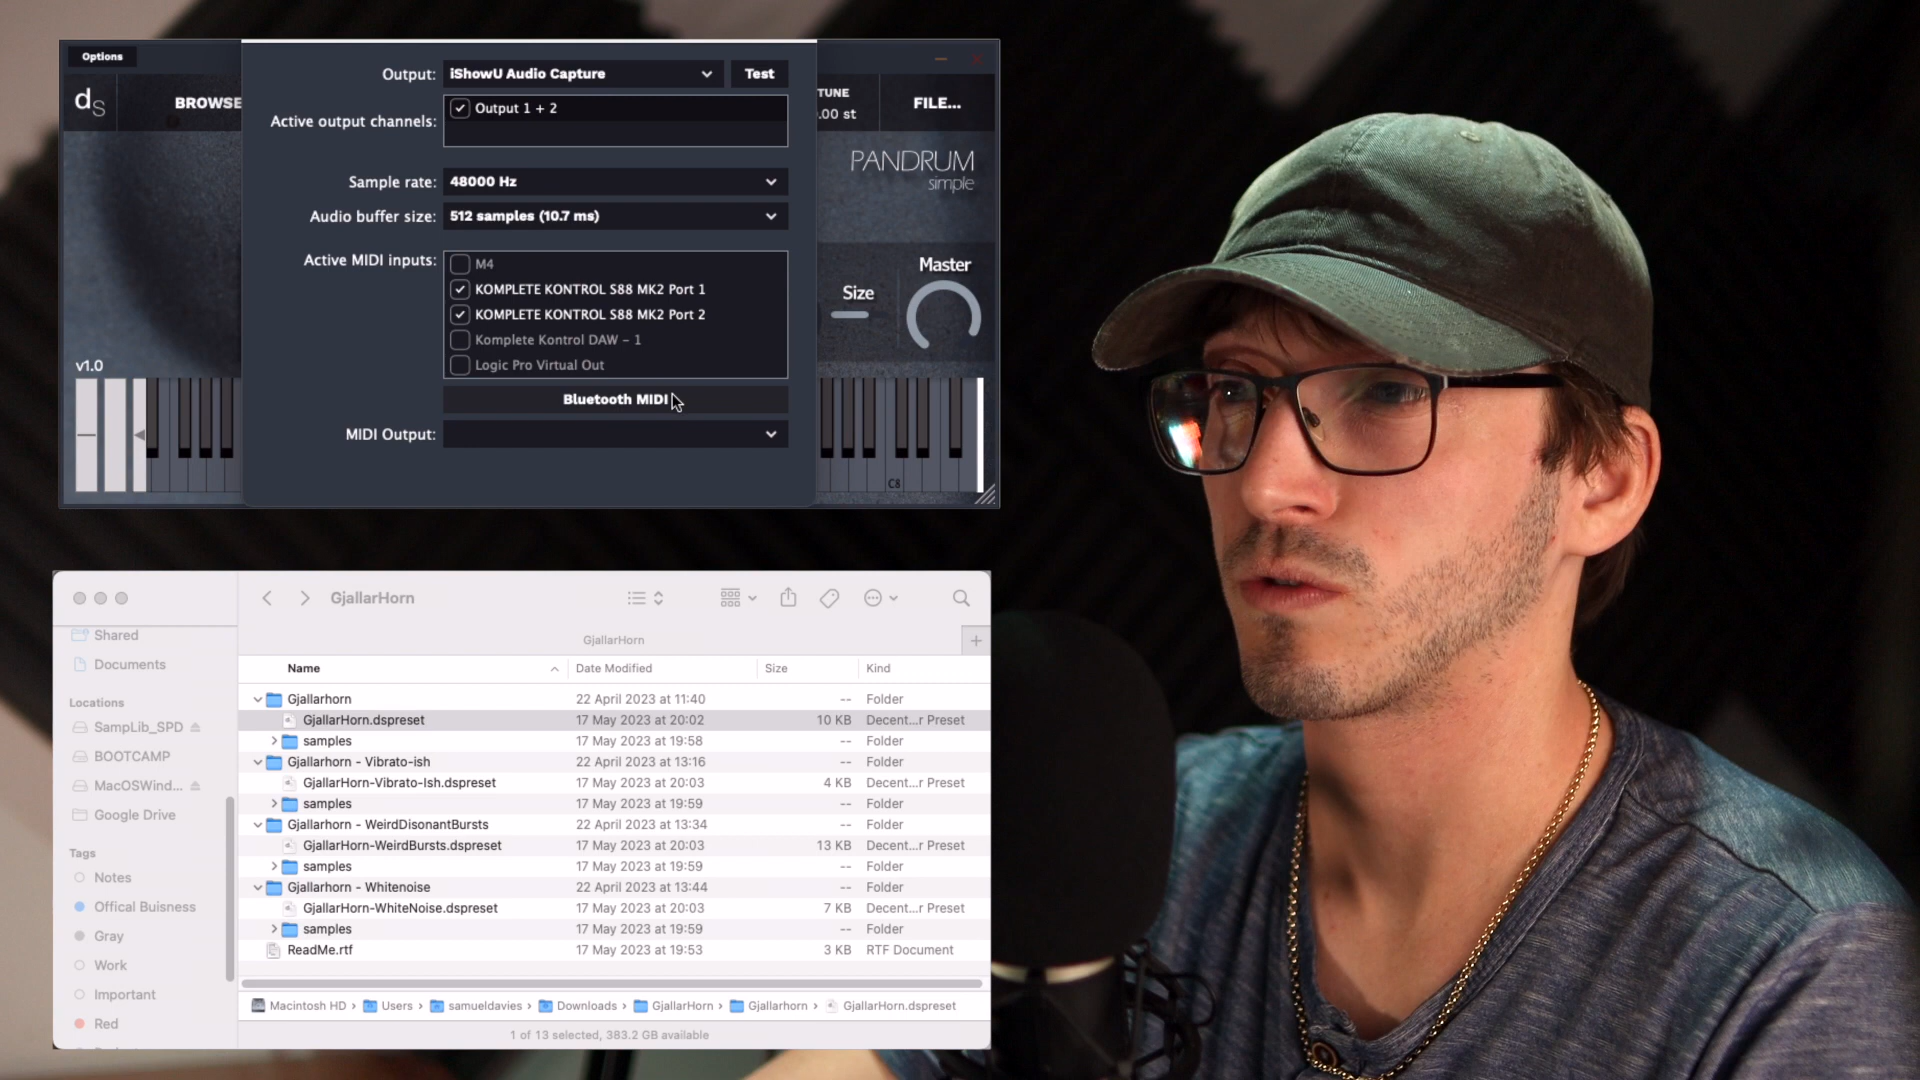 Options
ds
BROWSE
Output:
iShowU Audio Capture
Test
Active output channels:
Output 1 + 2
Sample rate:
48000 Hz
Audio buffer size:
512 samples (10.7 ms)
Active MIDI inputs:
M4
KOMPLETE KONTROL S88 MK2 Port 1
KOMPLETE KONTROL S88 MK2 Port 2
Komplete Kontrol DAW - 1
Logic Pro Virtual Out
Bluetooth MIDI
MIDI Output:
TUNE
.00 st
FILE...
PANDRUM
simple
Size
Master
v1.0
C8
GjallarHorn
GjallarHorn
Shared
Documents
Locations
SampLib_SPD
BOOTCAMP
MacOSWind...
Google Drive
Tags
Notes
Offical Buisness
Gray
Work
Important
Red
Name Date Modified Size Kind
Gjallarhorn 22 April 2023 at 11:40 -- Folder
GjallarHorn.dspreset 17 May 2023 at 20:02 10 KB Decent...r Preset
samples 17 May 2023 at 19:58 -- Folder
Gjallarhorn - Vibrato-ish 22 April 2023 at 13:16 -- Folder
GjallarHorn-Vibrato-Ish.dspreset 17 May 2023 at 20:03 4 KB Decent...r Preset
samples 17 May 2023 at 19:59 -- Folder
Gjallarhorn - WeirdDisonantBursts 22 April 2023 at 13:34 -- Folder
GjallarHorn-WeirdBursts.dspreset 17 May 2023 at 20:03 13 KB Decent...r Preset
samples 17 May 2023 at 19:59 -- Folder
Gjallarhorn - Whitenoise 22 April 2023 at 13:44 -- Folder
GjallarHorn-WhiteNoise.dspreset 17 May 2023 at 20:03 7 KB Decent...r Preset
samples 17 May 2023 at 19:59 -- Folder
ReadMe.rtf 17 May 2023 at 19:53 3 KB RTF Document
Macintosh HD › Users › samueldavies › Downloads › GjallarHorn › Gjallarhorn › GjallarHorn.dspreset
1 of 13 selected, 383.2 GB available